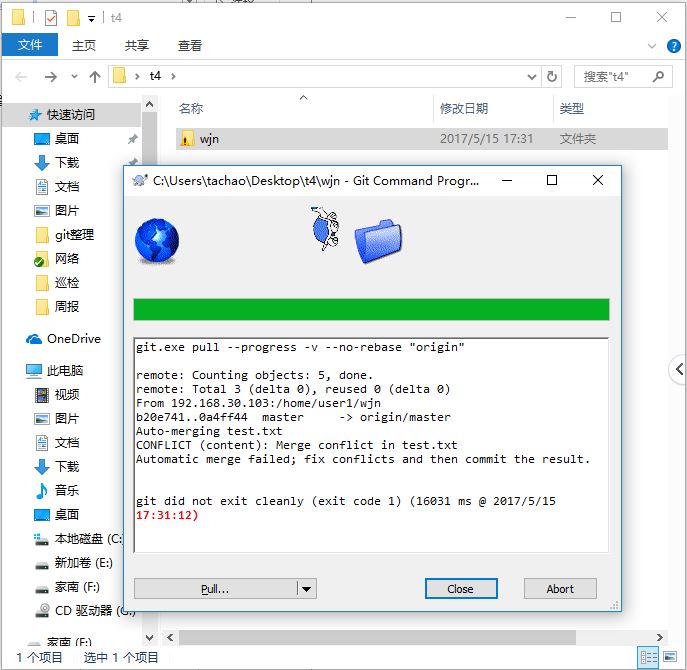 t4
文件 主页 共享 查看
t4
搜索"t4"
名称 修改日期 类型
wjn 2017/5/15 17:31 文件夹
快速访问
桌面
下载
文档
图片
git整理
网络
巡检
周报
OneDrive
此电脑
视频
图片
文档
下载
音乐
桌面
本地磁盘 (C:
新加卷 (E:)
家南 (F:)
CD 驱动器 (G:)
家南 (F:)
1 个项目 选中 1 个项目
C:\Users\tachao\Desktop\t4\wjn - Git Command Progr...
git.exe pull --progress -v --no-rebase "origin"
remote: Counting objects: 5, done.
remote: Total 3 (delta 0), reused 0 (delta 0)
From 192.168.30.103:/home/user1/wjn
b20e741..0a4ff44 master -> origin/master
Auto-merging test.txt
CONFLICT (content): Merge conflict in test.txt
Automatic merge failed; fix conflicts and then commit the result.
git did not exit cleanly (exit code 1) (16031 ms @ 2017/5/15
17:31:12)
Pull... Close Abort